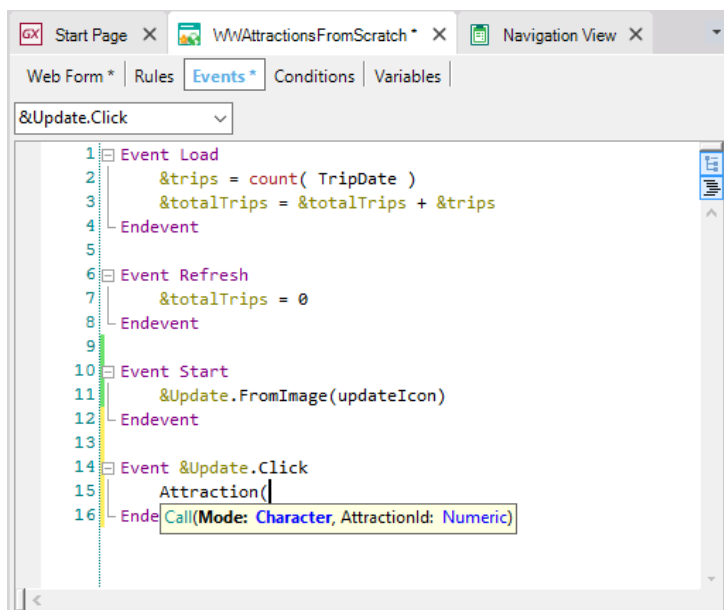 GX Start Page X WWAttractionsFromScratch * X Navigation View X
Web Form * Rules Events * Conditions Variables
&Update.Click
1 Event Load
2 &trips = count( TripDate )
3 &totalTrips = &totalTrips + &trips
4 Endevent
5
6 Event Refresh
7 &totalTrips = 0
8 Endevent
9
10 Event Start
11 &Update.FromImage(updateIcon)
12 Endevent
13
14 Event &Update.Click
15 Attraction(
16 Ende Call(Mode: Character, AttractionId: Numeric)